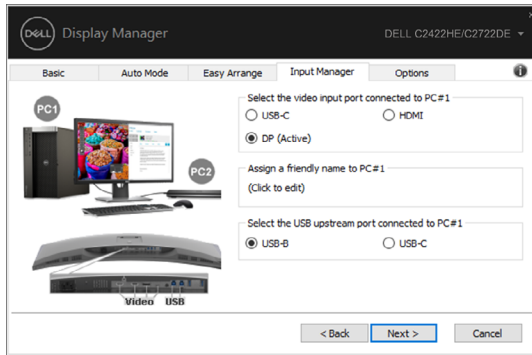 DELL Display Manager
DELL C2422HE/C2722DE
Basic Auto Mode Easy Arrange Input Manager Options
PC1
PC2
Video USB
Select the video input port connected to PC#1
USB-C HDMI
DP (Active)
Assign a friendly name to PC#1
(Click to edit)
Select the USB upstream port connected to PC#1
USB-B USB-C
< Back Next > Cancel